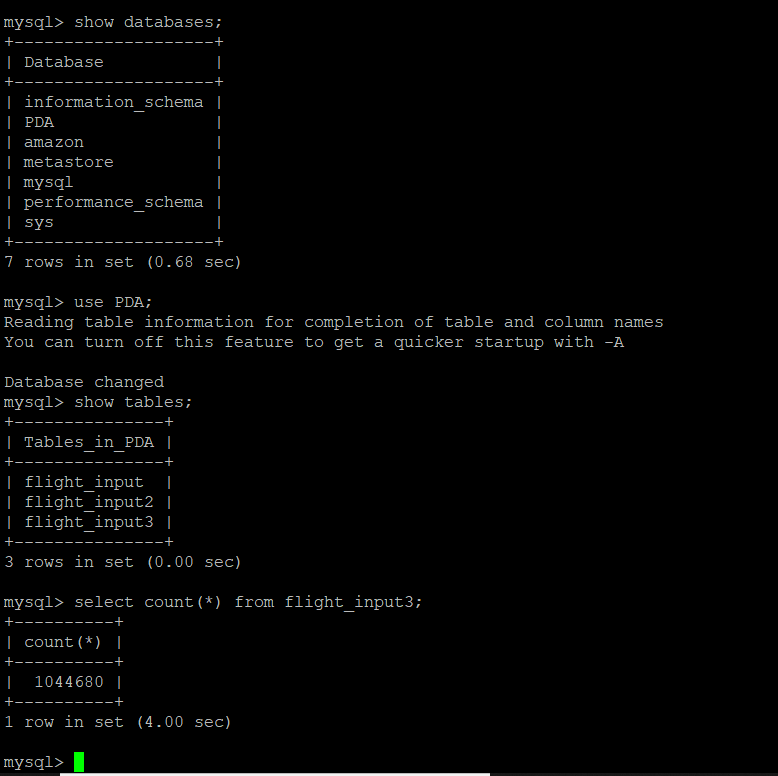 mysql> show databases;
+--------------------+
| Database           |
+--------------------+
| information_schema |
| PDA                |
| amazon             |
| metastore          |
| mysql              |
| performance_schema |
| sys                |
+--------------------+
7 rows in set (0.68 sec)

mysql> use PDA;
Reading table information for completion of table and column names
You can turn off this feature to get a quicker startup with -A

Database changed
mysql> show tables;
+---------------+
| Tables_in_PDA |
+---------------+
| flight_input  |
| flight_input2 |
| flight_input3 |
+---------------+
3 rows in set (0.00 sec)

mysql> select count(*) from flight_input3;
+----------+
| count(*) |
+----------+
|  1044680 |
+----------+
1 row in set (4.00 sec)

mysql>